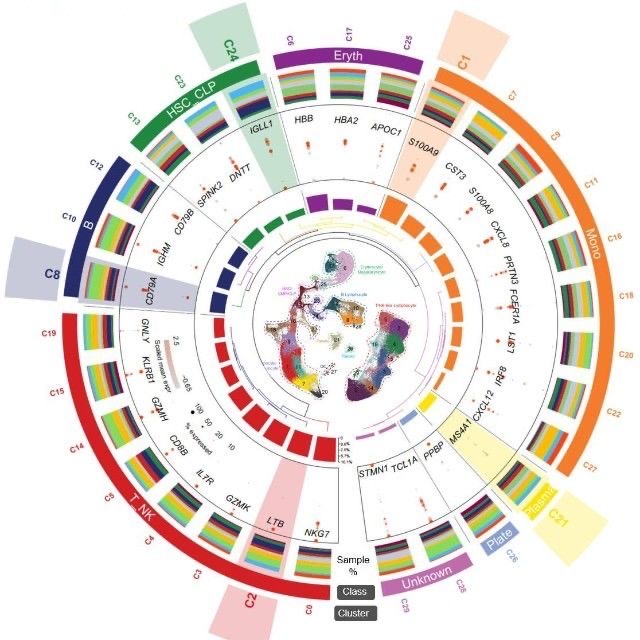 C24
C6
C17
C25
C1
C7
C9
C11
C16
C18
C20
C22
C27
C21
C26
C28
C29
C0
C2
C3
C4
C5
C14
C15
C19
C8
C10
C12
C13
C23
Eryth
Mono
Plasma
Plate
Unknown
T_NK
B
HSC_CLP
IGLL1
HBB
HBA2
APOC1
S100A9
CST3
S100A8
CXCL8
PRTN3
FCER1A
IRF8
CXCL12
MS4A1
PPBP
TCL1A
STMN1
NKG7
LTB
GZMK
IL7R
CD8B
GZMH
KLRB1
GNLY
CD79A
IGHM
CD79B
SPINK2
DNTT
2.5
Scaled mean expr
-0.65
100
50
20
10
% expressed
Sample
%
Class
Cluster